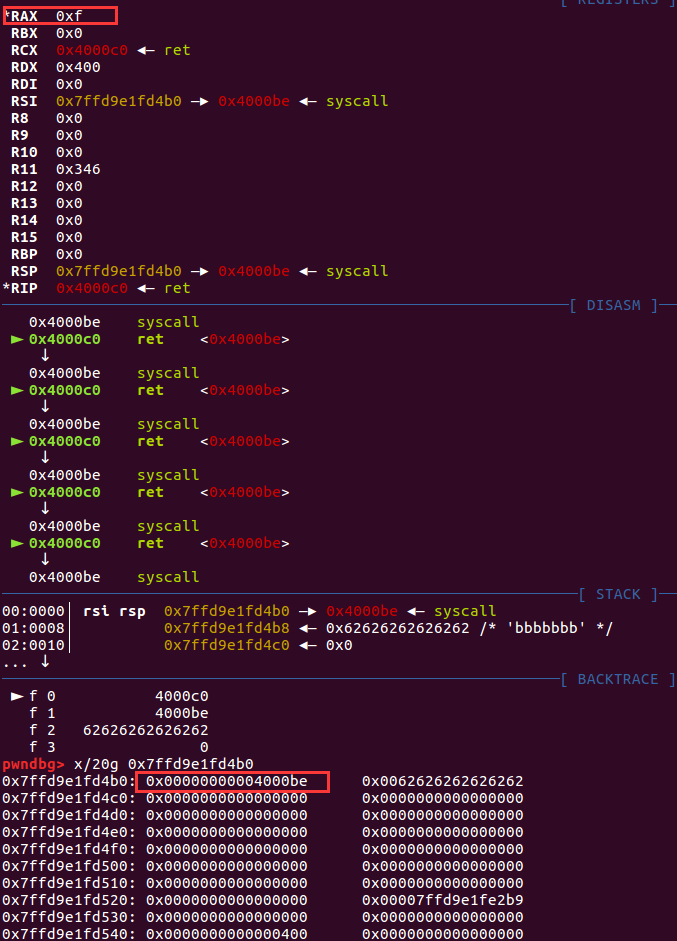 [ REGISTERS ]
*RAX  0xf
RBX  0x0
RCX  0x4000c0 ◂— ret
RDX  0x400
RDI  0x0
RSI  0x7ffd9e1fd4b0 —▸ 0x4000be ◂— syscall
R8   0x0
R9   0x0
R10  0x0
R11  0x346
R12  0x0
R13  0x0
R14  0x0
R15  0x0
RBP  0x0
RSP  0x7ffd9e1fd4b0 —▸ 0x4000be ◂— syscall
*RIP  0x4000c0 ◂— ret
[ DISASM ]
0x4000be    syscall
► 0x4000c0    ret    <0x4000be>
↓
0x4000be    syscall
► 0x4000c0    ret    <0x4000be>
↓
0x4000be    syscall
► 0x4000c0    ret    <0x4000be>
↓
0x4000be    syscall
► 0x4000c0    ret    <0x4000be>
↓
0x4000be    syscall
► 0x4000c0    ret    <0x4000be>
↓
0x4000be    syscall
[ STACK ]
00:0000│ rsi rsp  0x7ffd9e1fd4b0 —▸ 0x4000be ◂— syscall
01:0008│          0x7ffd9e1fd4b8 ◂— 0x62626262626262 /* 'bbbbbbb' */
02:0010│          0x7ffd9e1fd4c0 ◂— 0x0
... ↓
[ BACKTRACE ]
► f 0           4000c0
f 1           4000be
f 2   62626262626262
f 3                0
pwndbg> x/20g 0x7ffd9e1fd4b0
0x7ffd9e1fd4b0: 0x00000000004000be    0x0062626262626262
0x7ffd9e1fd4c0: 0x0000000000000000    0x0000000000000000
0x7ffd9e1fd4d0: 0x0000000000000000    0x0000000000000000
0x7ffd9e1fd4e0: 0x0000000000000000    0x0000000000000000
0x7ffd9e1fd4f0: 0x0000000000000000    0x0000000000000000
0x7ffd9e1fd500: 0x0000000000000000    0x0000000000000000
0x7ffd9e1fd510: 0x0000000000000000    0x0000000000000000
0x7ffd9e1fd520: 0x0000000000000000    0x00007ffd9e1fe2b9
0x7ffd9e1fd530: 0x0000000000000000    0x0000000000000000
0x7ffd9e1fd540: 0x0000000000000400    0x0000000000000000